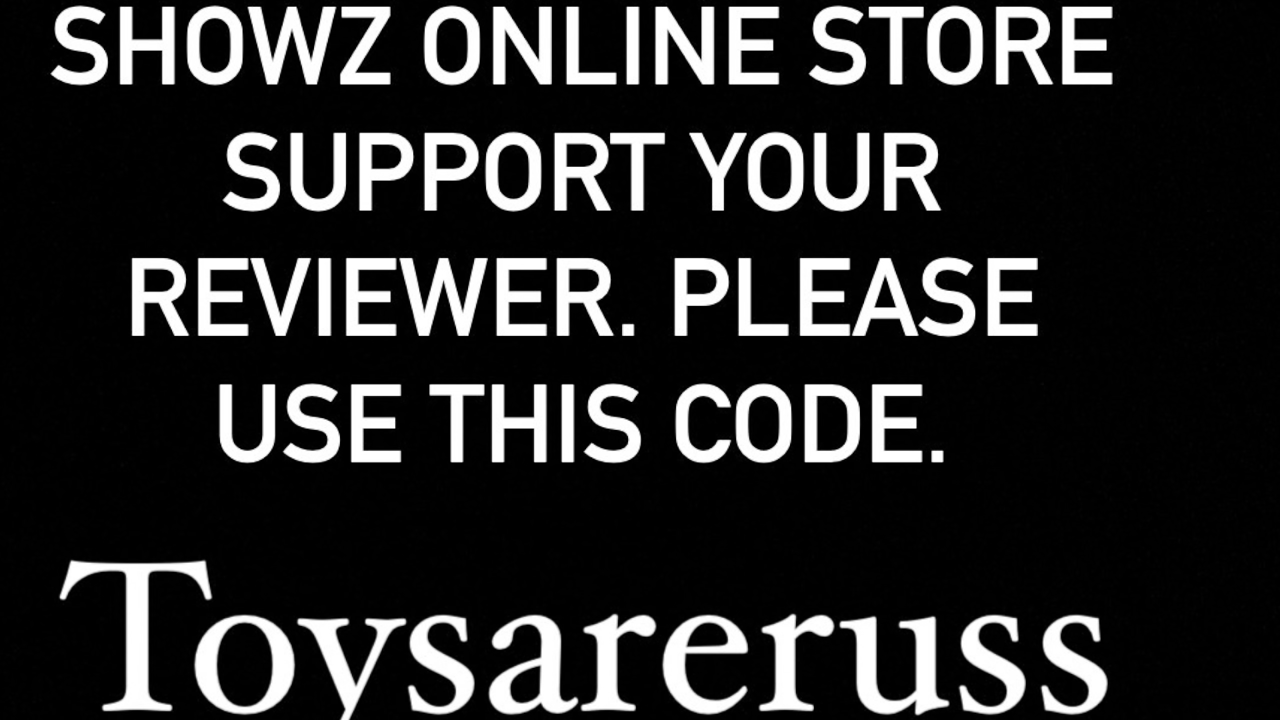 SHOWZ ONLINE STORE
SUPPORT YOUR
REVIEWER. PLEASE
USE THIS CODE.
Toysareruss